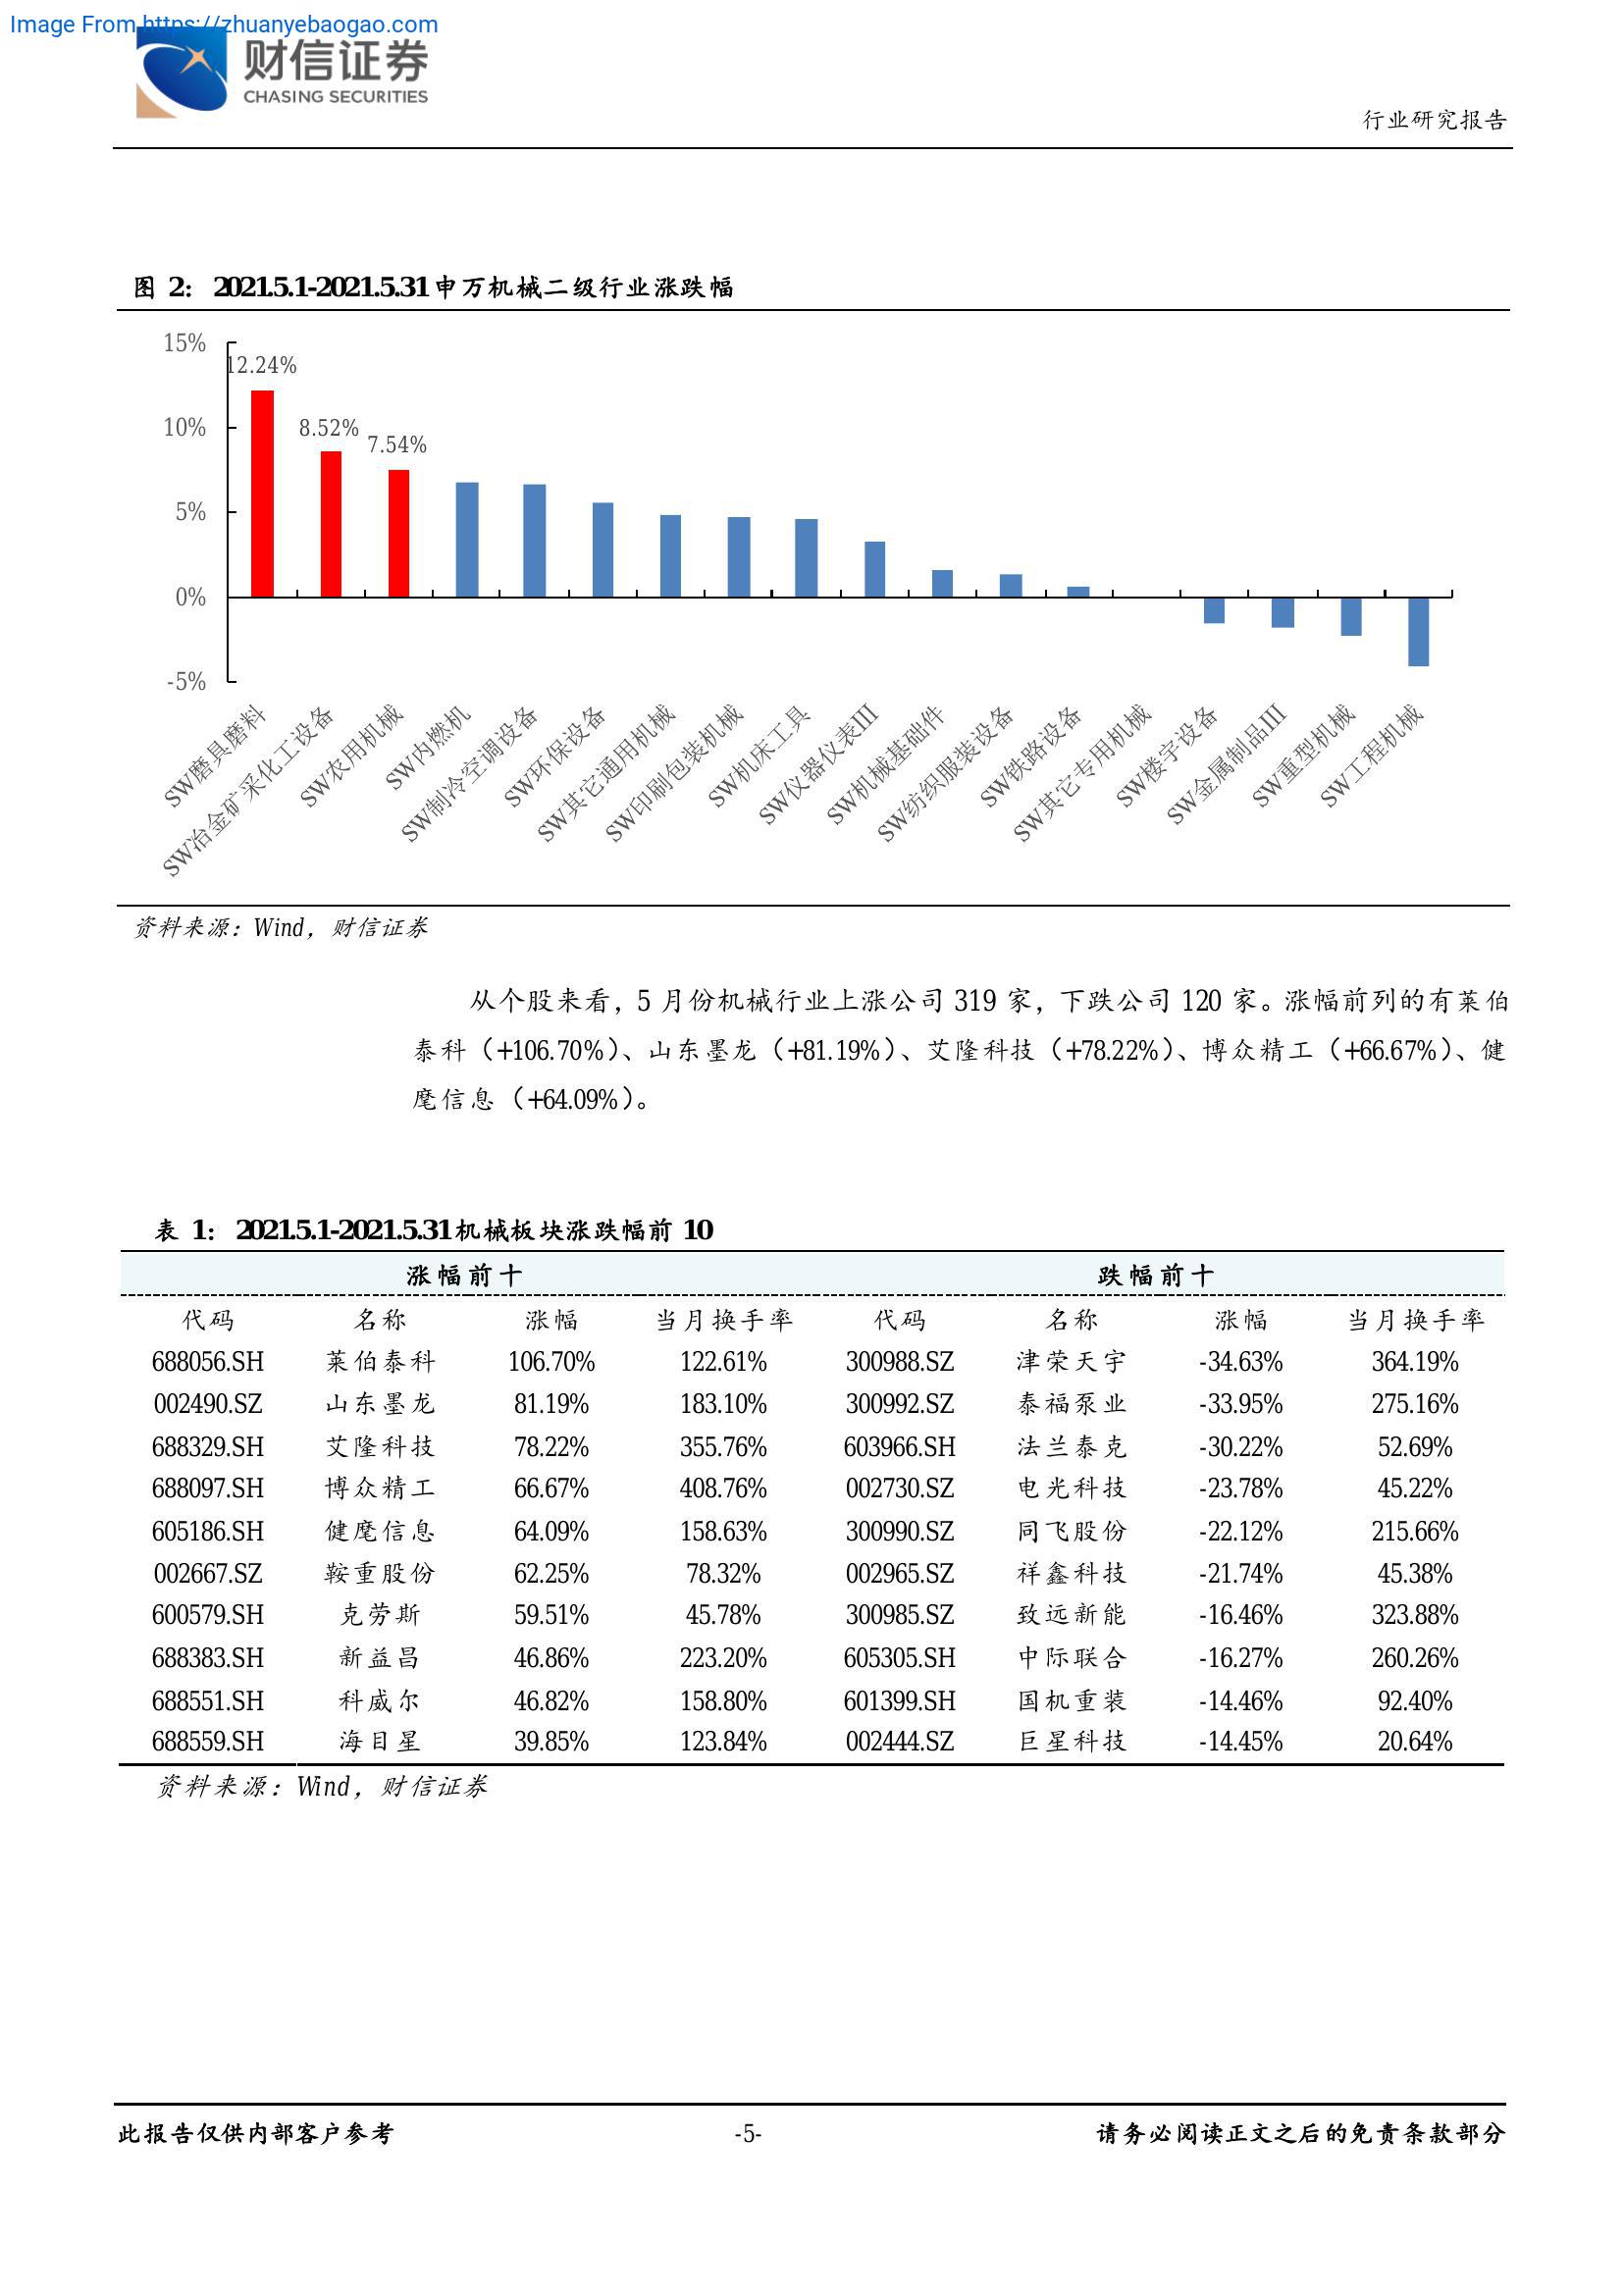 Image From https://zhuanyebaogao.com
财信证券
CHASING SECURITIES
行业研究报告
图 2： 2021.5.1-2021.5.31 申万机械二级行业涨跌幅
15%
10%
5%
0%
-5%
12.24%
8.52%
7.54%
SW磨具磨料
SW冶金矿采化工设备
SW农用机械
SW内燃机
SW制冷空调设备
SW环保设备
SW其它通用机械
SW印刷包装机械
SW机床工具
SW仪器仪表III
SW机械基础件
SW纺织服装设备
SW铁路设备
SW其它专用机械
SW楼宇设备
SW金属制品III
SW重型机械
SW工程机械
资料来源：Wind，财信证券
从个股来看，5 月份机械行业上涨公司 319 家，下跌公司 120 家。涨幅前列的有莱伯
泰科（+106.70%）、山东墨龙（+81.19%）、艾隆科技（+78.22%）、博众精工（+66.67%）、健
麾信息（+64.09%）。
表 1： 2021.5.1-2021.5.31 机械板块涨跌幅前 10
涨幅前十 跌幅前十
代码 名称 涨幅 当月换手率 代码 名称 涨幅 当月换手率
688056.SH 莱伯泰科 106.70% 122.61% 300988.SZ 津荣天宇 -34.63% 364.19%
002490.SZ 山东墨龙 81.19% 183.10% 300992.SZ 泰福泵业 -33.95% 275.16%
688329.SH 艾隆科技 78.22% 355.76% 603966.SH 法兰泰克 -30.22% 52.69%
688097.SH 博众精工 66.67% 408.76% 002730.SZ 电光科技 -23.78% 45.22%
605186.SH 健麾信息 64.09% 158.63% 300990.SZ 同飞股份 -22.12% 215.66%
002667.SZ 鞍重股份 62.25% 78.32% 002965.SZ 祥鑫科技 -21.74% 45.38%
600579.SH 克劳斯 59.51% 45.78% 300985.SZ 致远新能 -16.46% 323.88%
688383.SH 新益昌 46.86% 223.20% 605305.SH 中际联合 -16.27% 260.26%
688551.SH 科威尔 46.82% 158.80% 601399.SH 国机重装 -14.46% 92.40%
688559.SH 海目星 39.85% 123.84% 002444.SZ 巨星科技 -14.45% 20.64%
资料来源：Wind，财信证券
此报告仅供内部客户参考 -5- 请务必阅读正文之后的免责条款部分